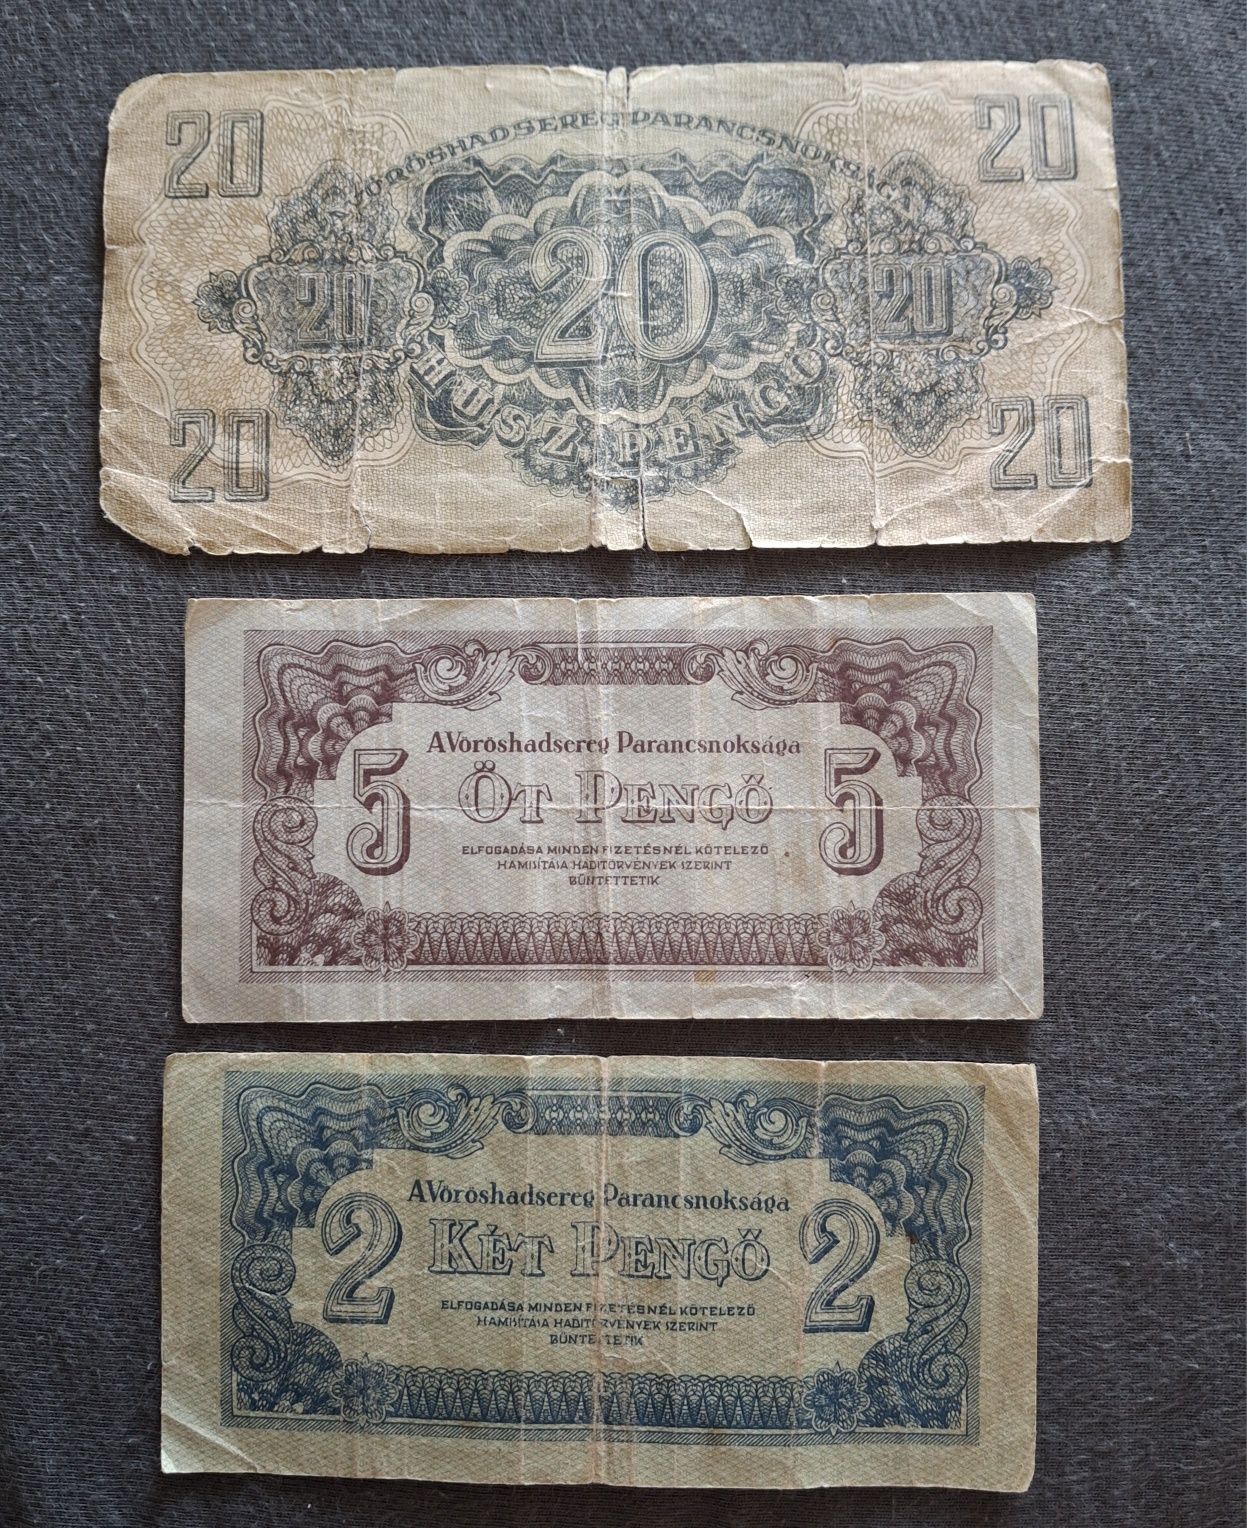 20 20
VÖRÖSHADSEREG PARANCSNOKSÁGA
20 20 20
HÚSZ PENGŐ
20 20
A Vöröshadsereg Parancsnoksága
5 ÖT PENGŐ 5
ELFOGADÁSA MINDEN FIZETÉSNÉL KÖTELEZŐ
HAMISÍTÁSA HADITÖRVÉNYEK SZERINT
BÜNTETTETIK
A Vöröshadsereg Parancsnoksága
2 KÉT PENGŐ 2
ELFOGADÁSA MINDEN FIZETÉSNÉL KÖTELEZŐ
HAMISÍTÁSA HADITÖRVÉNYEK SZERINT
BÜNTETTETIK